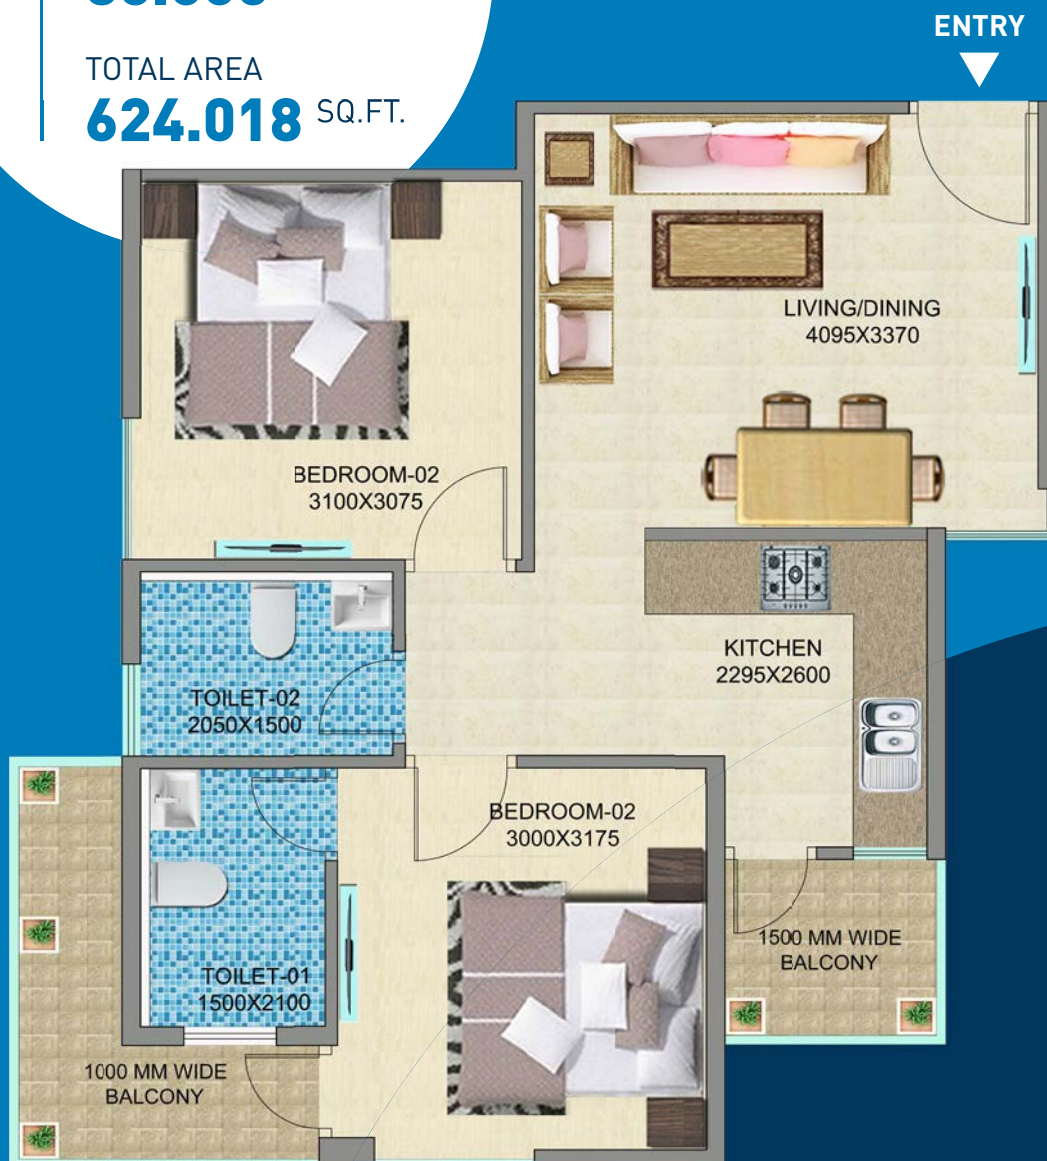 TOTAL AREA
624.018 SQ.FT.
ENTRY
LIVING/DINING
4095X3370
BEDROOM-02
3100X3075
KITCHEN
2295X2600
TOILET-02
2050X1500
BEDROOM-02
3000X3175
1500 MM WIDE
BALCONY
TOILET-01
1500X2100
1000 MM WIDE
BALCONY